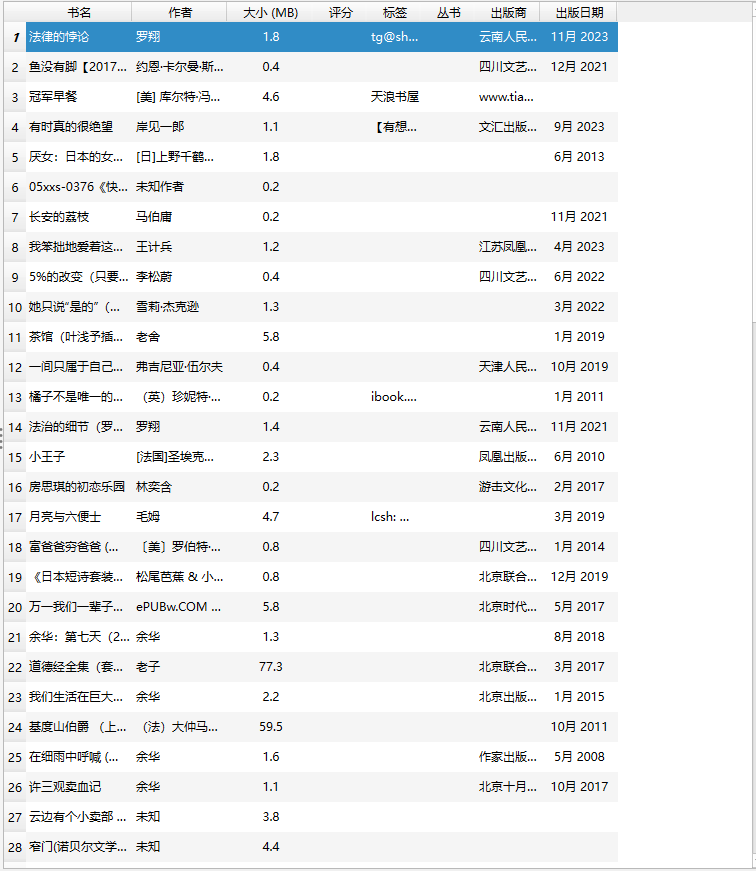 书名 作者 大小 (MB) 评分 标签 丛书 出版商 出版日期
1 法律的悖论 罗翔 1.8 tg@sh... 云南人民... 11月 2023
2 鱼没有脚【2017... 约恩·卡尔曼·斯... 0.4 四川文艺... 12月 2021
3 冠军早餐 [美] 库尔特·冯... 4.6 天浪书屋 www.tia...
4 有时真的很绝望 岸见一郎 1.1 【有想... 文汇出版... 9月 2023
5 厌女：日本的女... [日]上野千鹤... 1.8 6月 2013
6 05xxs-0376《快... 未知作者 0.2
7 长安的荔枝 马伯庸 0.2 11月 2021
8 我笨拙地爱着这... 王计兵 1.2 江苏凤凰... 4月 2023
9 5%的改变（只要... 李松蔚 0.4 四川文艺... 6月 2022
10 她只说“是的”（... 雪莉·杰克逊 1.3 3月 2022
11 茶馆（叶浅予插... 老舍 5.8 1月 2019
12 一间只属于自己... 弗吉尼亚·伍尔夫 0.4 天津人民... 10月 2019
13 橘子不是唯一的... （英）珍妮特·... 0.2 ibook.... 1月 2011
14 法治的细节（罗... 罗翔 1.4 云南人民... 11月 2021
15 小王子 [法国]圣埃克... 2.3 凤凰出版... 6月 2010
16 房思琪的初恋乐园 林奕含 0.2 游击文化... 2月 2017
17 月亮与六便士 毛姆 4.7 lcsh: ... 3月 2019
18 富爸爸穷爸爸 (... 〔美〕罗伯特·... 0.8 四川文艺... 1月 2014
19 《日本短诗套装... 松尾芭蕉 & 小... 0.8 北京联合... 12月 2019
20 万一我们一辈子... ePUBw.COM ... 5.8 北京时代... 5月 2017
21 余华：第七天（2... 余华 1.3 8月 2018
22 道德经全集（套... 老子 77.3 北京联合... 3月 2017
23 我们生活在巨大... 余华 2.2 北京出版... 1月 2015
24 基度山伯爵 （上... （法）大仲马... 59.5 10月 2011
25 在细雨中呼喊 (... 余华 1.6 作家出版... 5月 2008
26 许三观卖血记 余华 1.1 北京十月... 10月 2017
27 云边有个小卖部 ... 未知 3.8
28 窄门(诺贝尔文学... 未知 4.4